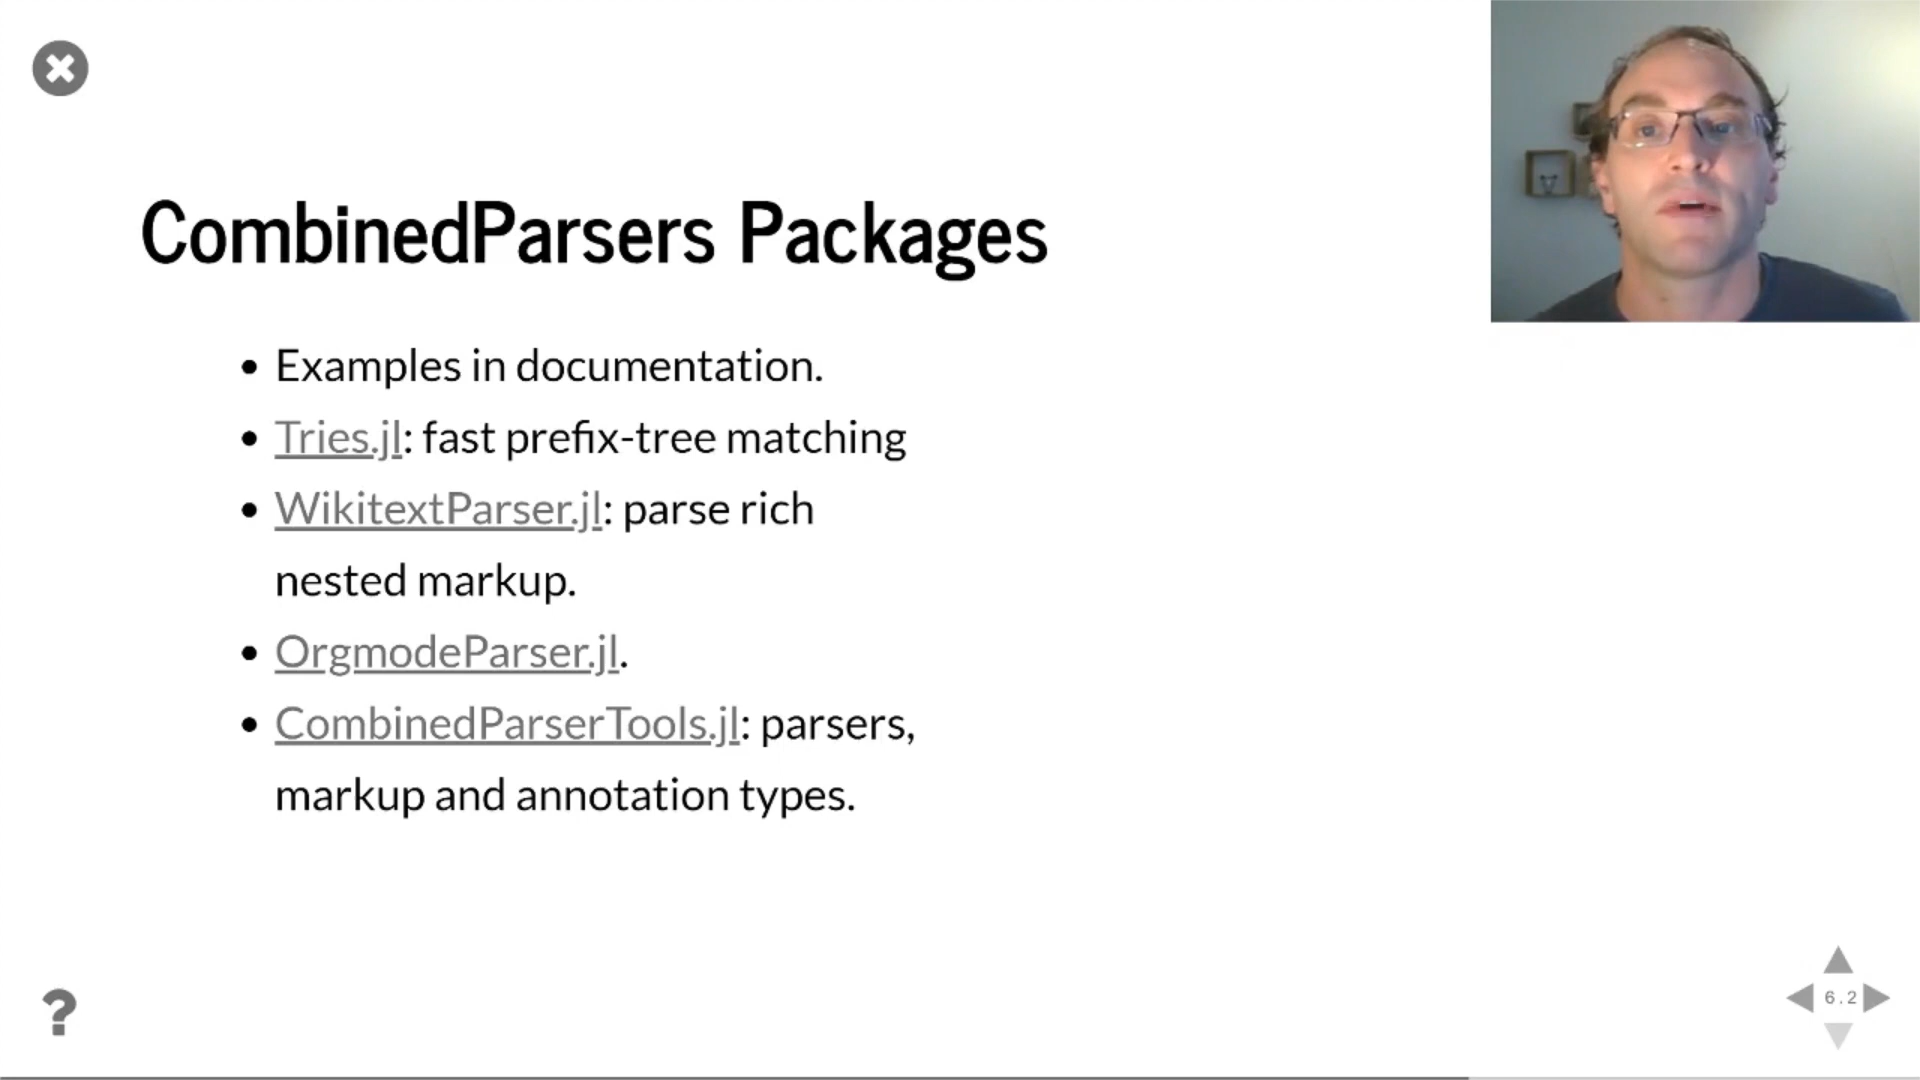 CombinedParsers Packages
• Examples in documentation.
• Tries.jl: fast prefix-tree matching
• WikitextParser.jl: parse rich
nested markup.
• OrgmodeParser.jl.
• CombinedParserTools.jl: parsers,
markup and annotation types.
?
6.2